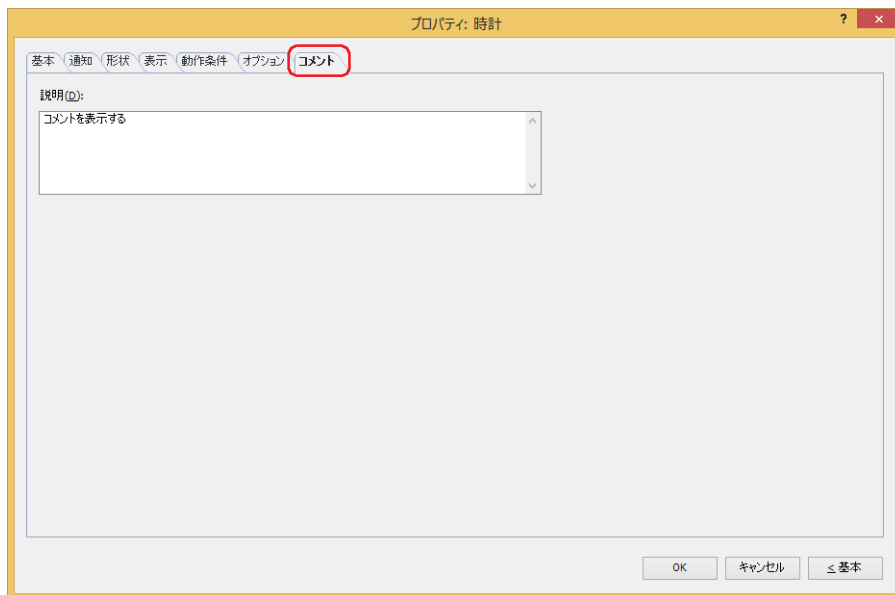 プロパティ: 時計
? ×
基本 通知 形状 表示 動作条件 オプション コメント
説明(D):
コメントを表示する
OK キャンセル < 基本